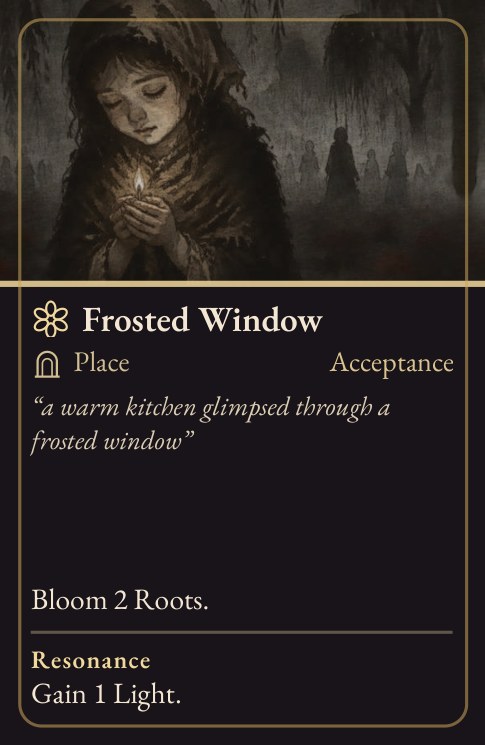 Frosted Window
Place Acceptance
“a warm kitchen glimpsed through a
frosted window”
Bloom 2 Roots.
Resonance
Gain 1 Light.